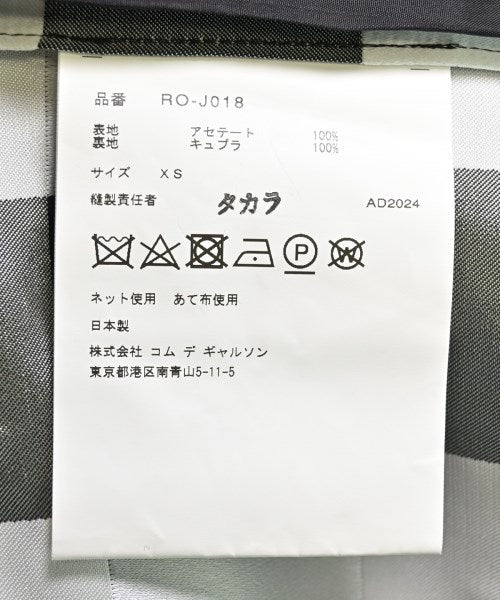 品番 RO-J018
表地 アセテート 100%
裏地 キュプラ 100%
サイズ XS
縫製責任者 タカラ AD2024
P W
ネット使用 あて布使用
日本製
株式会社 コム デ ギャルソン
東京都港区南青山5-11-5